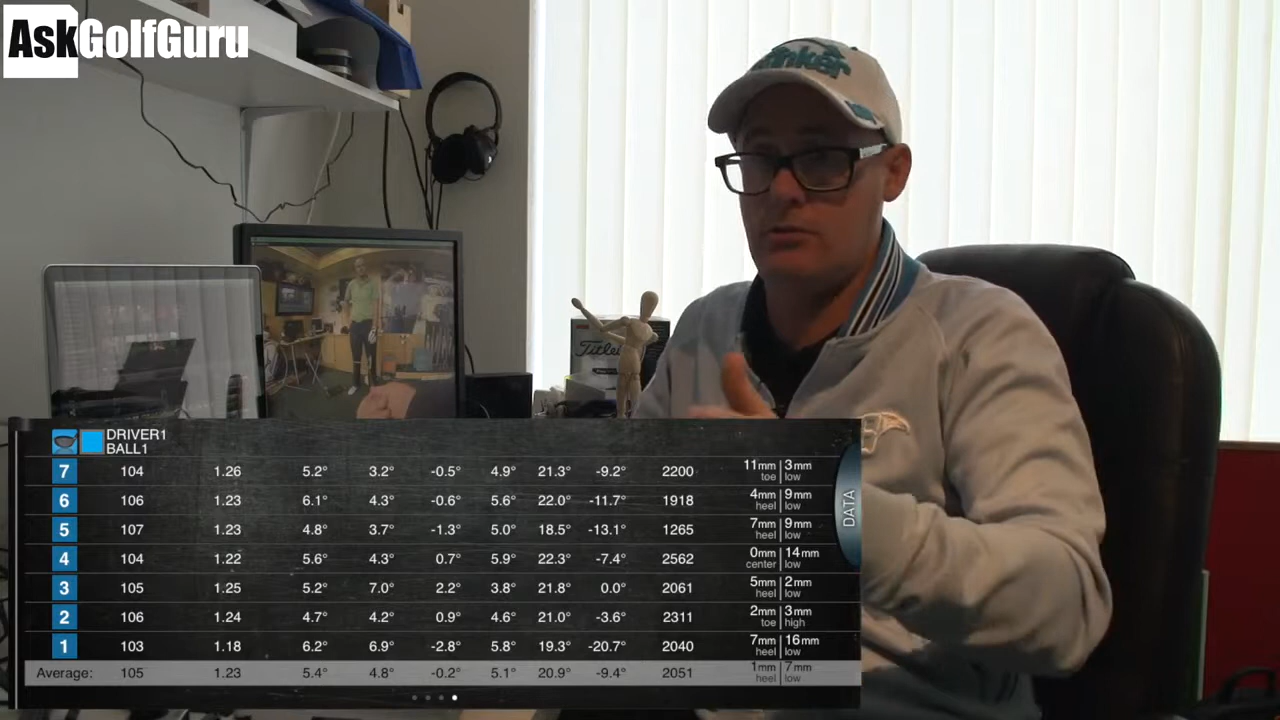 AskGolfGuru
Titleist
DRIVER1
BALL1
7 104 1.26 5.2° 3.2° -0.5° 4.9° 21.3° -9.2° 2200 11mm toe | 3mm low
6 106 1.23 6.1° 4.3° -0.6° 5.6° 22.0° -11.7° 1918 4mm heel | 9mm low
5 107 1.23 4.8° 3.7° -1.3° 5.0° 18.5° -13.1° 1265 7mm heel | 9mm low
4 104 1.22 5.6° 4.3° 0.7° 5.9° 22.3° -7.4° 2562 0mm center | 14mm low
3 105 1.25 5.2° 7.0° 2.2° 3.8° 21.8° 0.0° 2061 5mm heel | 2mm low
2 106 1.24 4.7° 4.2° 0.9° 4.6° 21.0° -3.6° 2311 2mm toe | 3mm high
1 103 1.18 6.2° 6.9° -2.8° 5.8° 19.3° -20.7° 2040 7mm heel | 16mm low
Average: 105 1.23 5.4° 4.8° -0.2° 5.1° 20.9° -9.4° 2051 1mm heel | 7mm low
DATA